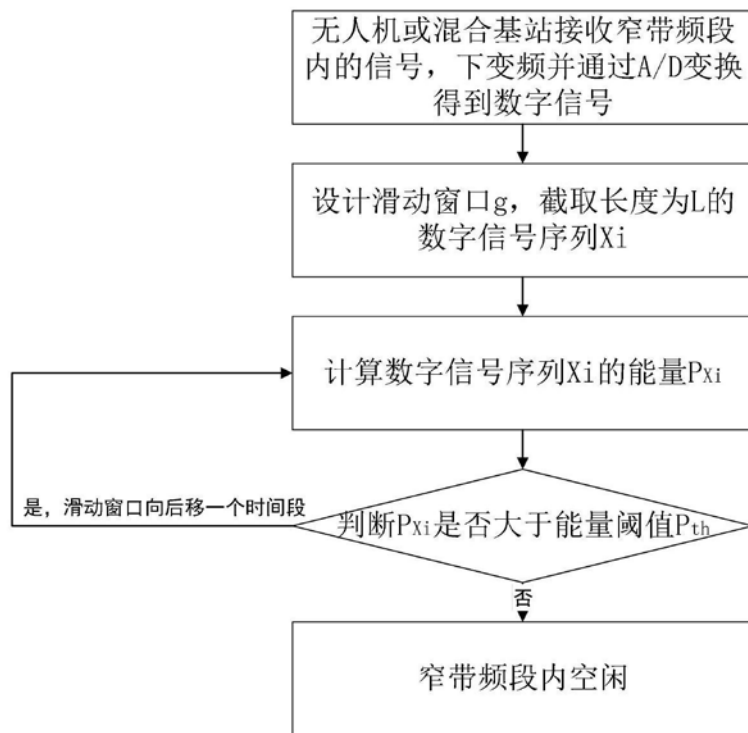 无人机或混合基站接收窄带频段
内的信号，下变频并通过A/D变换
得到数字信号
设计滑动窗口g，截取长度为L的
数字信号序列Xi
计算数字信号序列Xi的能量PXi
是，滑动窗口向后移一个时间段
判断PXi是否大于能量阈值Pth
否
窄带频段内空闲